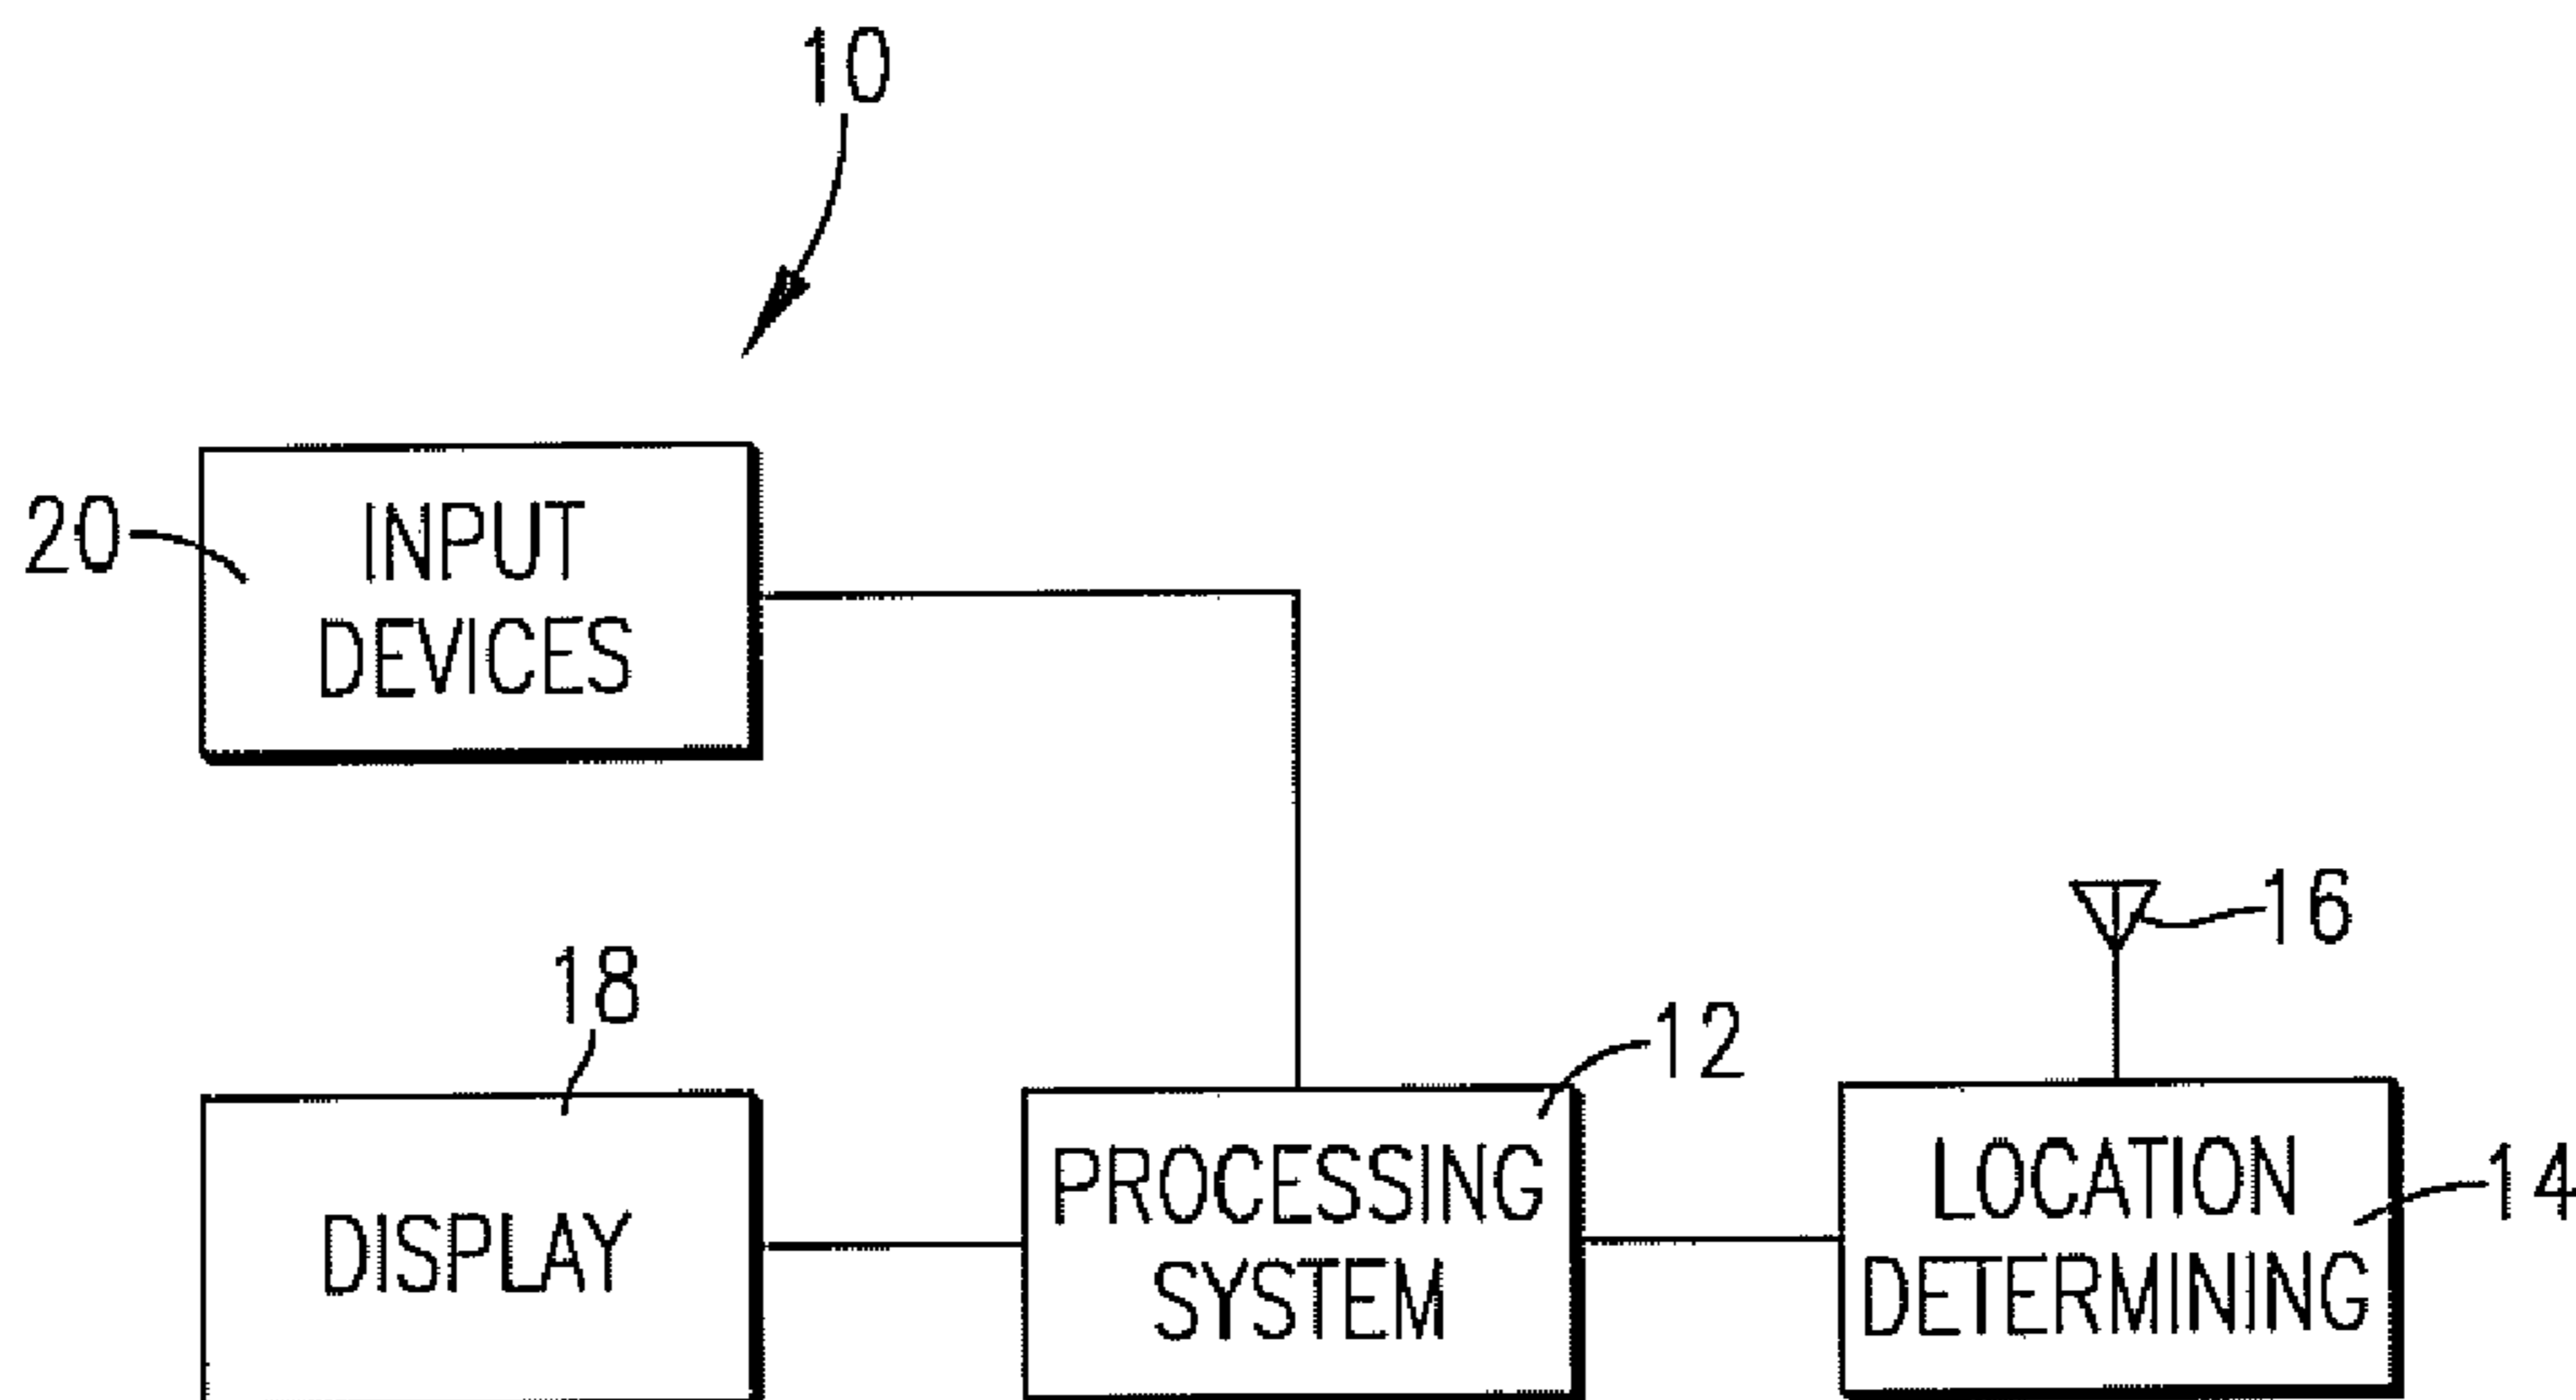 10
20
INPUT
DEVICES
16
18
12
DISPLAY
PROCESSING
SYSTEM
LOCATION
DETERMINING
14